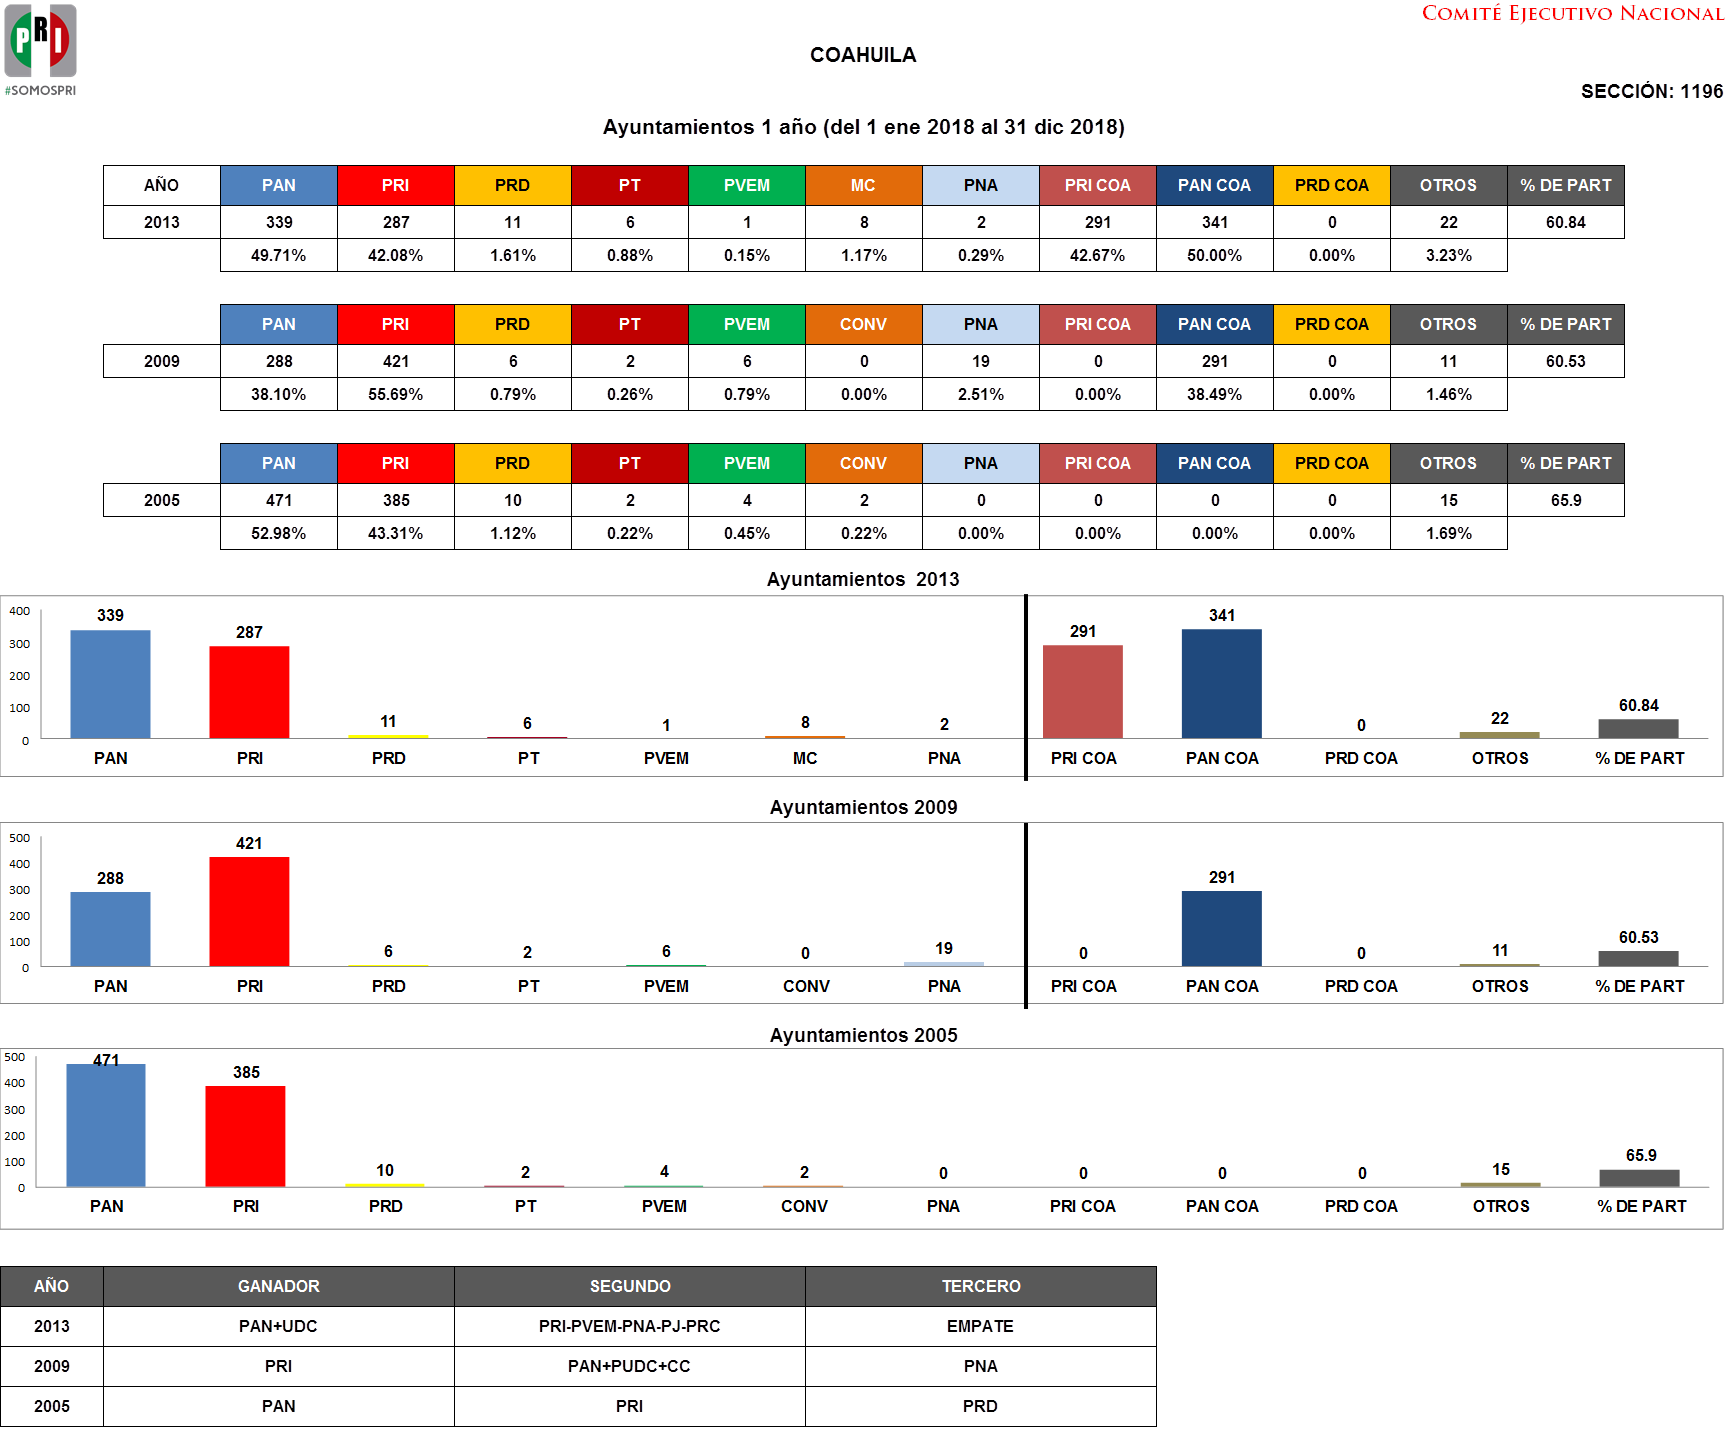 COMITÉ EJECUTIVO NACIONAL
PRI
#SOMOSPRI
COAHUILA
SECCIÓN: 1196
Ayuntamientos 1 año (del 1 ene 2018 al 31 dic 2018)
AÑO PAN PRI PRD PT PVEM MC PNA PRI COA PAN COA PRD COA OTROS % DE PART
2013 339 287 11 6 1 8 2 291 341 0 22 60.84
49.71% 42.08% 1.61% 0.88% 0.15% 1.17% 0.29% 42.67% 50.00% 0.00% 3.23%
PAN PRI PRD PT PVEM CONV PNA PRI COA PAN COA PRD COA OTROS % DE PART
2009 288 421 6 2 6 0 19 0 291 0 11 60.53
38.10% 55.69% 0.79% 0.26% 0.79% 0.00% 2.51% 0.00% 38.49% 0.00% 1.46%
PAN PRI PRD PT PVEM CONV PNA PRI COA PAN COA PRD COA OTROS % DE PART
2005 471 385 10 2 4 2 0 0 0 0 15 65.9
52.98% 43.31% 1.12% 0.22% 0.45% 0.22% 0.00% 0.00% 0.00% 0.00% 1.69%
Ayuntamientos 2013
400
300
200
100
0
339 287 11 6 1 8 2 291 341 0 22 60.84
PAN PRI PRD PT PVEM MC PNA PRI COA PAN COA PRD COA OTROS % DE PART
Ayuntamientos 2009
500
400
300
200
100
0
288 421 6 2 6 0 19 0 291 0 11 60.53
PAN PRI PRD PT PVEM CONV PNA PRI COA PAN COA PRD COA OTROS % DE PART
Ayuntamientos 2005
500
400
300
200
100
0
471 385 10 2 4 2 0 0 0 0 15 65.9
PAN PRI PRD PT PVEM CONV PNA PRI COA PAN COA PRD COA OTROS % DE PART
AÑO GANADOR SEGUNDO TERCERO
2013 PAN+UDC PRI-PVEM-PNA-PJ-PRC EMPATE
2009 PRI PAN+PUDC+CC PNA
2005 PAN PRI PRD